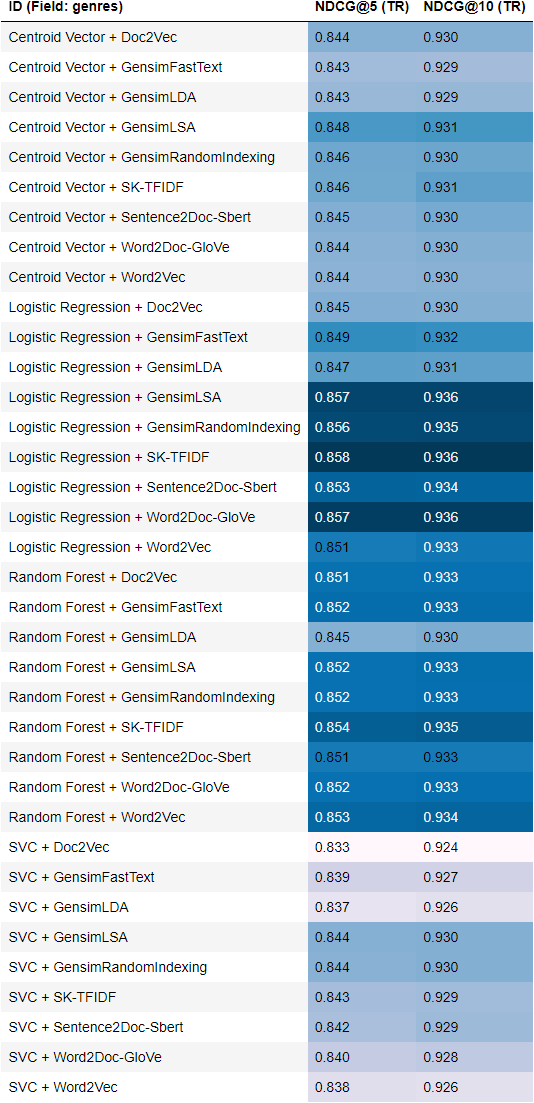 ID (Field: genres) NDCG@5 (TR) NDCG@10 (TR)
Centroid Vector + Doc2Vec 0.844 0.930
Centroid Vector + GensimFastText 0.843 0.929
Centroid Vector + GensimLDA 0.843 0.929
Centroid Vector + GensimLSA 0.848 0.931
Centroid Vector + GensimRandomIndexing 0.846 0.930
Centroid Vector + SK-TFIDF 0.846 0.931
Centroid Vector + Sentence2Doc-Sbert 0.845 0.930
Centroid Vector + Word2Doc-GloVe 0.844 0.930
Centroid Vector + Word2Vec 0.844 0.930
Logistic Regression + Doc2Vec 0.845 0.930
Logistic Regression + GensimFastText 0.849 0.932
Logistic Regression + GensimLDA 0.847 0.931
Logistic Regression + GensimLSA 0.857 0.936
Logistic Regression + GensimRandomIndexing 0.856 0.935
Logistic Regression + SK-TFIDF 0.858 0.936
Logistic Regression + Sentence2Doc-Sbert 0.853 0.934
Logistic Regression + Word2Doc-GloVe 0.857 0.936
Logistic Regression + Word2Vec 0.851 0.933
Random Forest + Doc2Vec 0.851 0.933
Random Forest + GensimFastText 0.852 0.933
Random Forest + GensimLDA 0.845 0.930
Random Forest + GensimLSA 0.852 0.933
Random Forest + GensimRandomIndexing 0.852 0.933
Random Forest + SK-TFIDF 0.854 0.935
Random Forest + Sentence2Doc-Sbert 0.851 0.933
Random Forest + Word2Doc-GloVe 0.852 0.933
Random Forest + Word2Vec 0.853 0.934
SVC + Doc2Vec 0.833 0.924
SVC + GensimFastText 0.839 0.927
SVC + GensimLDA 0.837 0.926
SVC + GensimLSA 0.844 0.930
SVC + GensimRandomIndexing 0.844 0.930
SVC + SK-TFIDF 0.843 0.929
SVC + Sentence2Doc-Sbert 0.842 0.929
SVC + Word2Doc-GloVe 0.840 0.928
SVC + Word2Vec 0.838 0.926